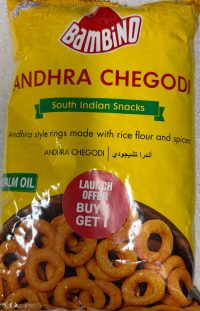 BAMBINO
ANDHRA CHEGODI
South Indian Snacks
Andhra style rings made with rice flour and spices
ANDHRA CHEGODI | أندرا تشيجودي
PALM OIL
LAUNCH
OFFER
BUY 1
GET 1